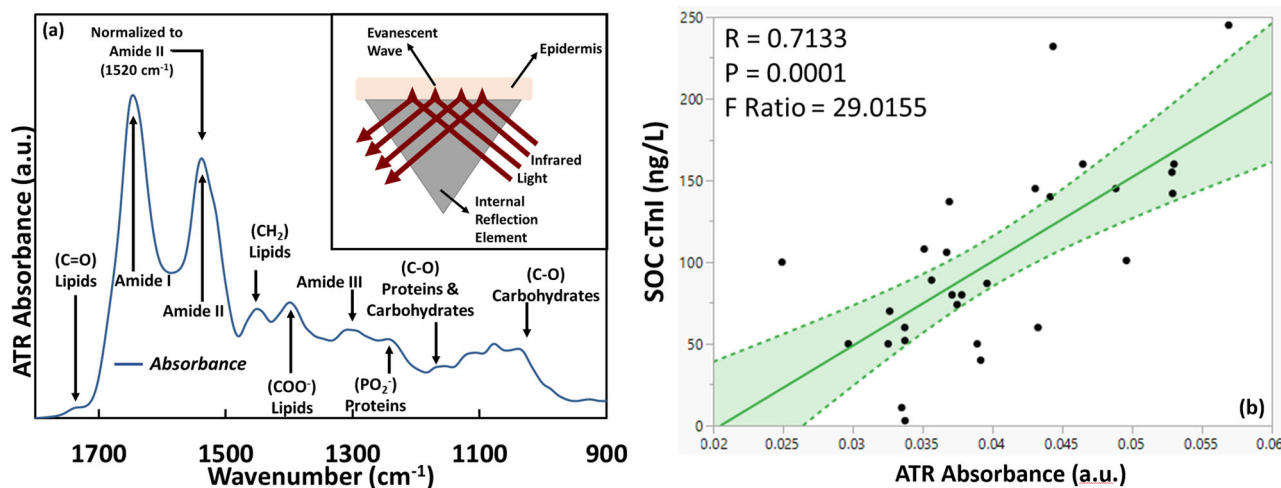 (a)
Normalized to
Amide II
(1520 cm⁻¹)
Evanescent
Wave
Epidermis
Infrared
Light
Internal
Reflection
Element
(C=O)
Lipids
Amide I
Amide II
(CH₂)
Lipids
(COO⁻)
Lipids
Amide III
(PO₂⁻)
Proteins
(C-O)
Proteins &
Carbohydrates
(C-O)
Carbohydrates
Absorbance
ATR Absorbance (a.u.)
1700 1500 1300 1100 900
Wavenumber (cm⁻¹)
R = 0.7133
P = 0.0001
F Ratio = 29.0155
SOC cTnI (ng/L)
250
200
150
100
50
0
(b)
0.02 0.025 0.03 0.035 0.04 0.045 0.05 0.055 0.06
ATR Absorbance (a.u.)